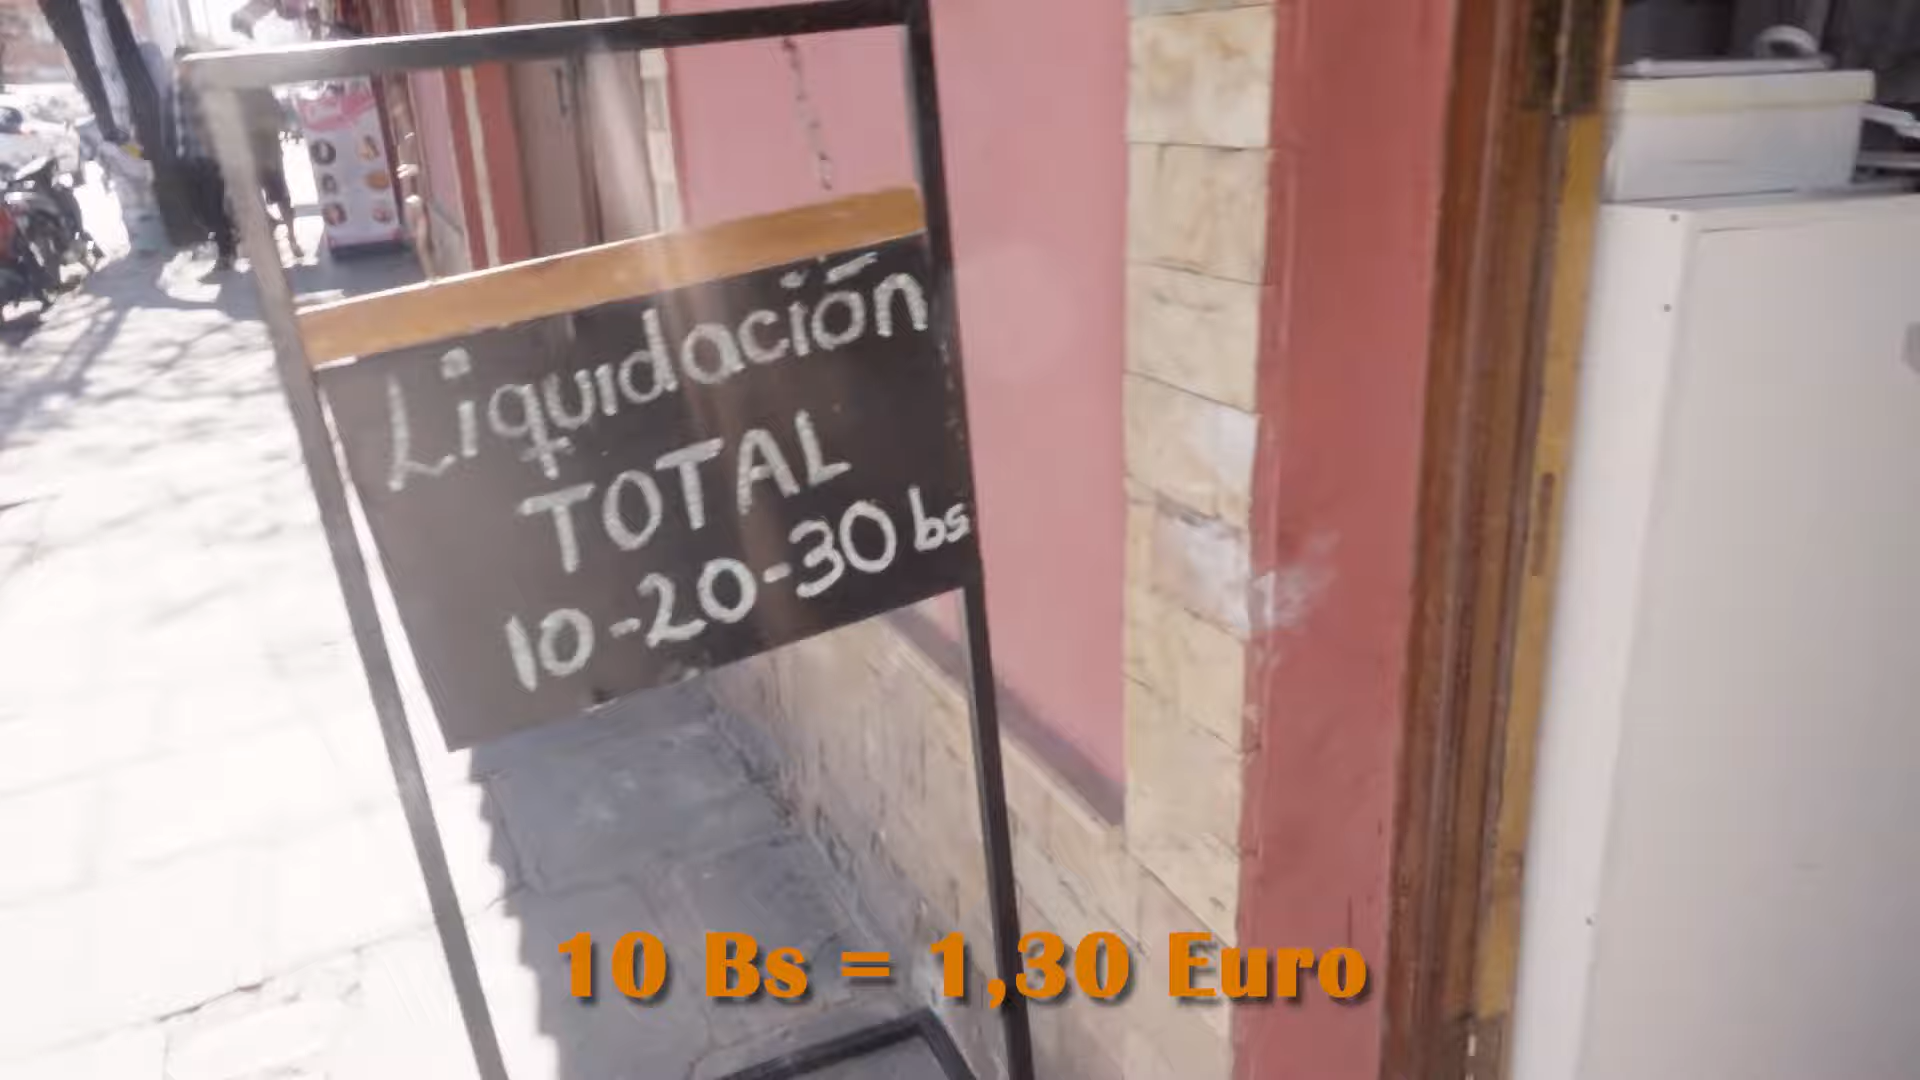 Liquidación
TOTAL
10-20-30 bs
10 Bs = 1,30 Euro